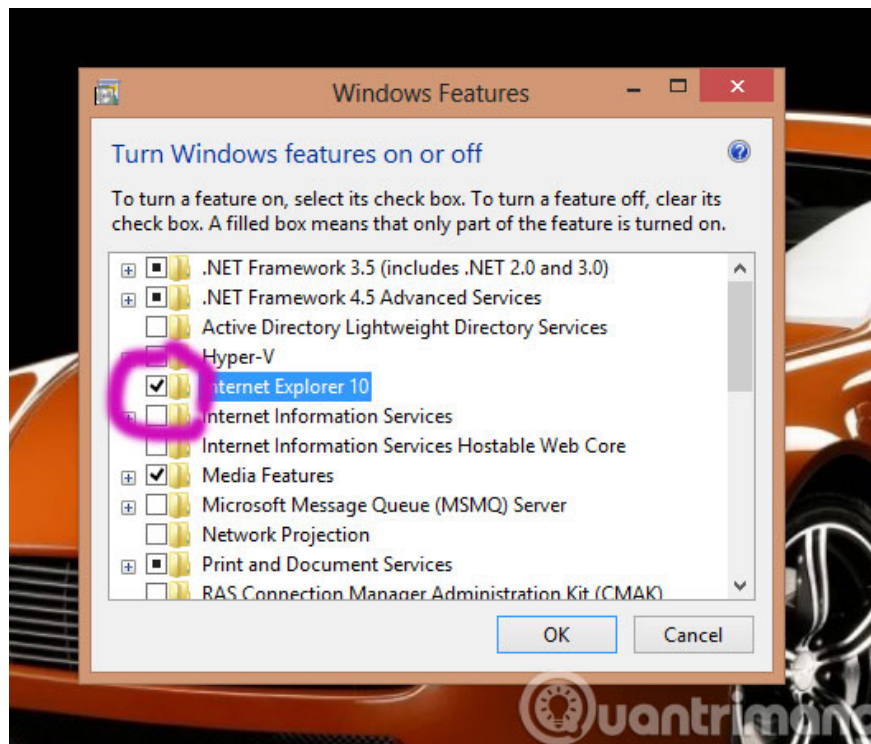 Windows Features
Turn Windows features on or off
To turn a feature on, select its check box. To turn a feature off, clear its
check box. A filled box means that only part of the feature is turned on.
.NET Framework 3.5 (includes .NET 2.0 and 3.0)
.NET Framework 4.5 Advanced Services
Active Directory Lightweight Directory Services
Hyper-V
Internet Explorer 10
Internet Information Services
Internet Information Services Hostable Web Core
Media Features
Microsoft Message Queue (MSMQ) Server
Network Projection
Print and Document Services
RAS Connection Manager Administration Kit (CMAK)
OK Cancel
Quantrimang